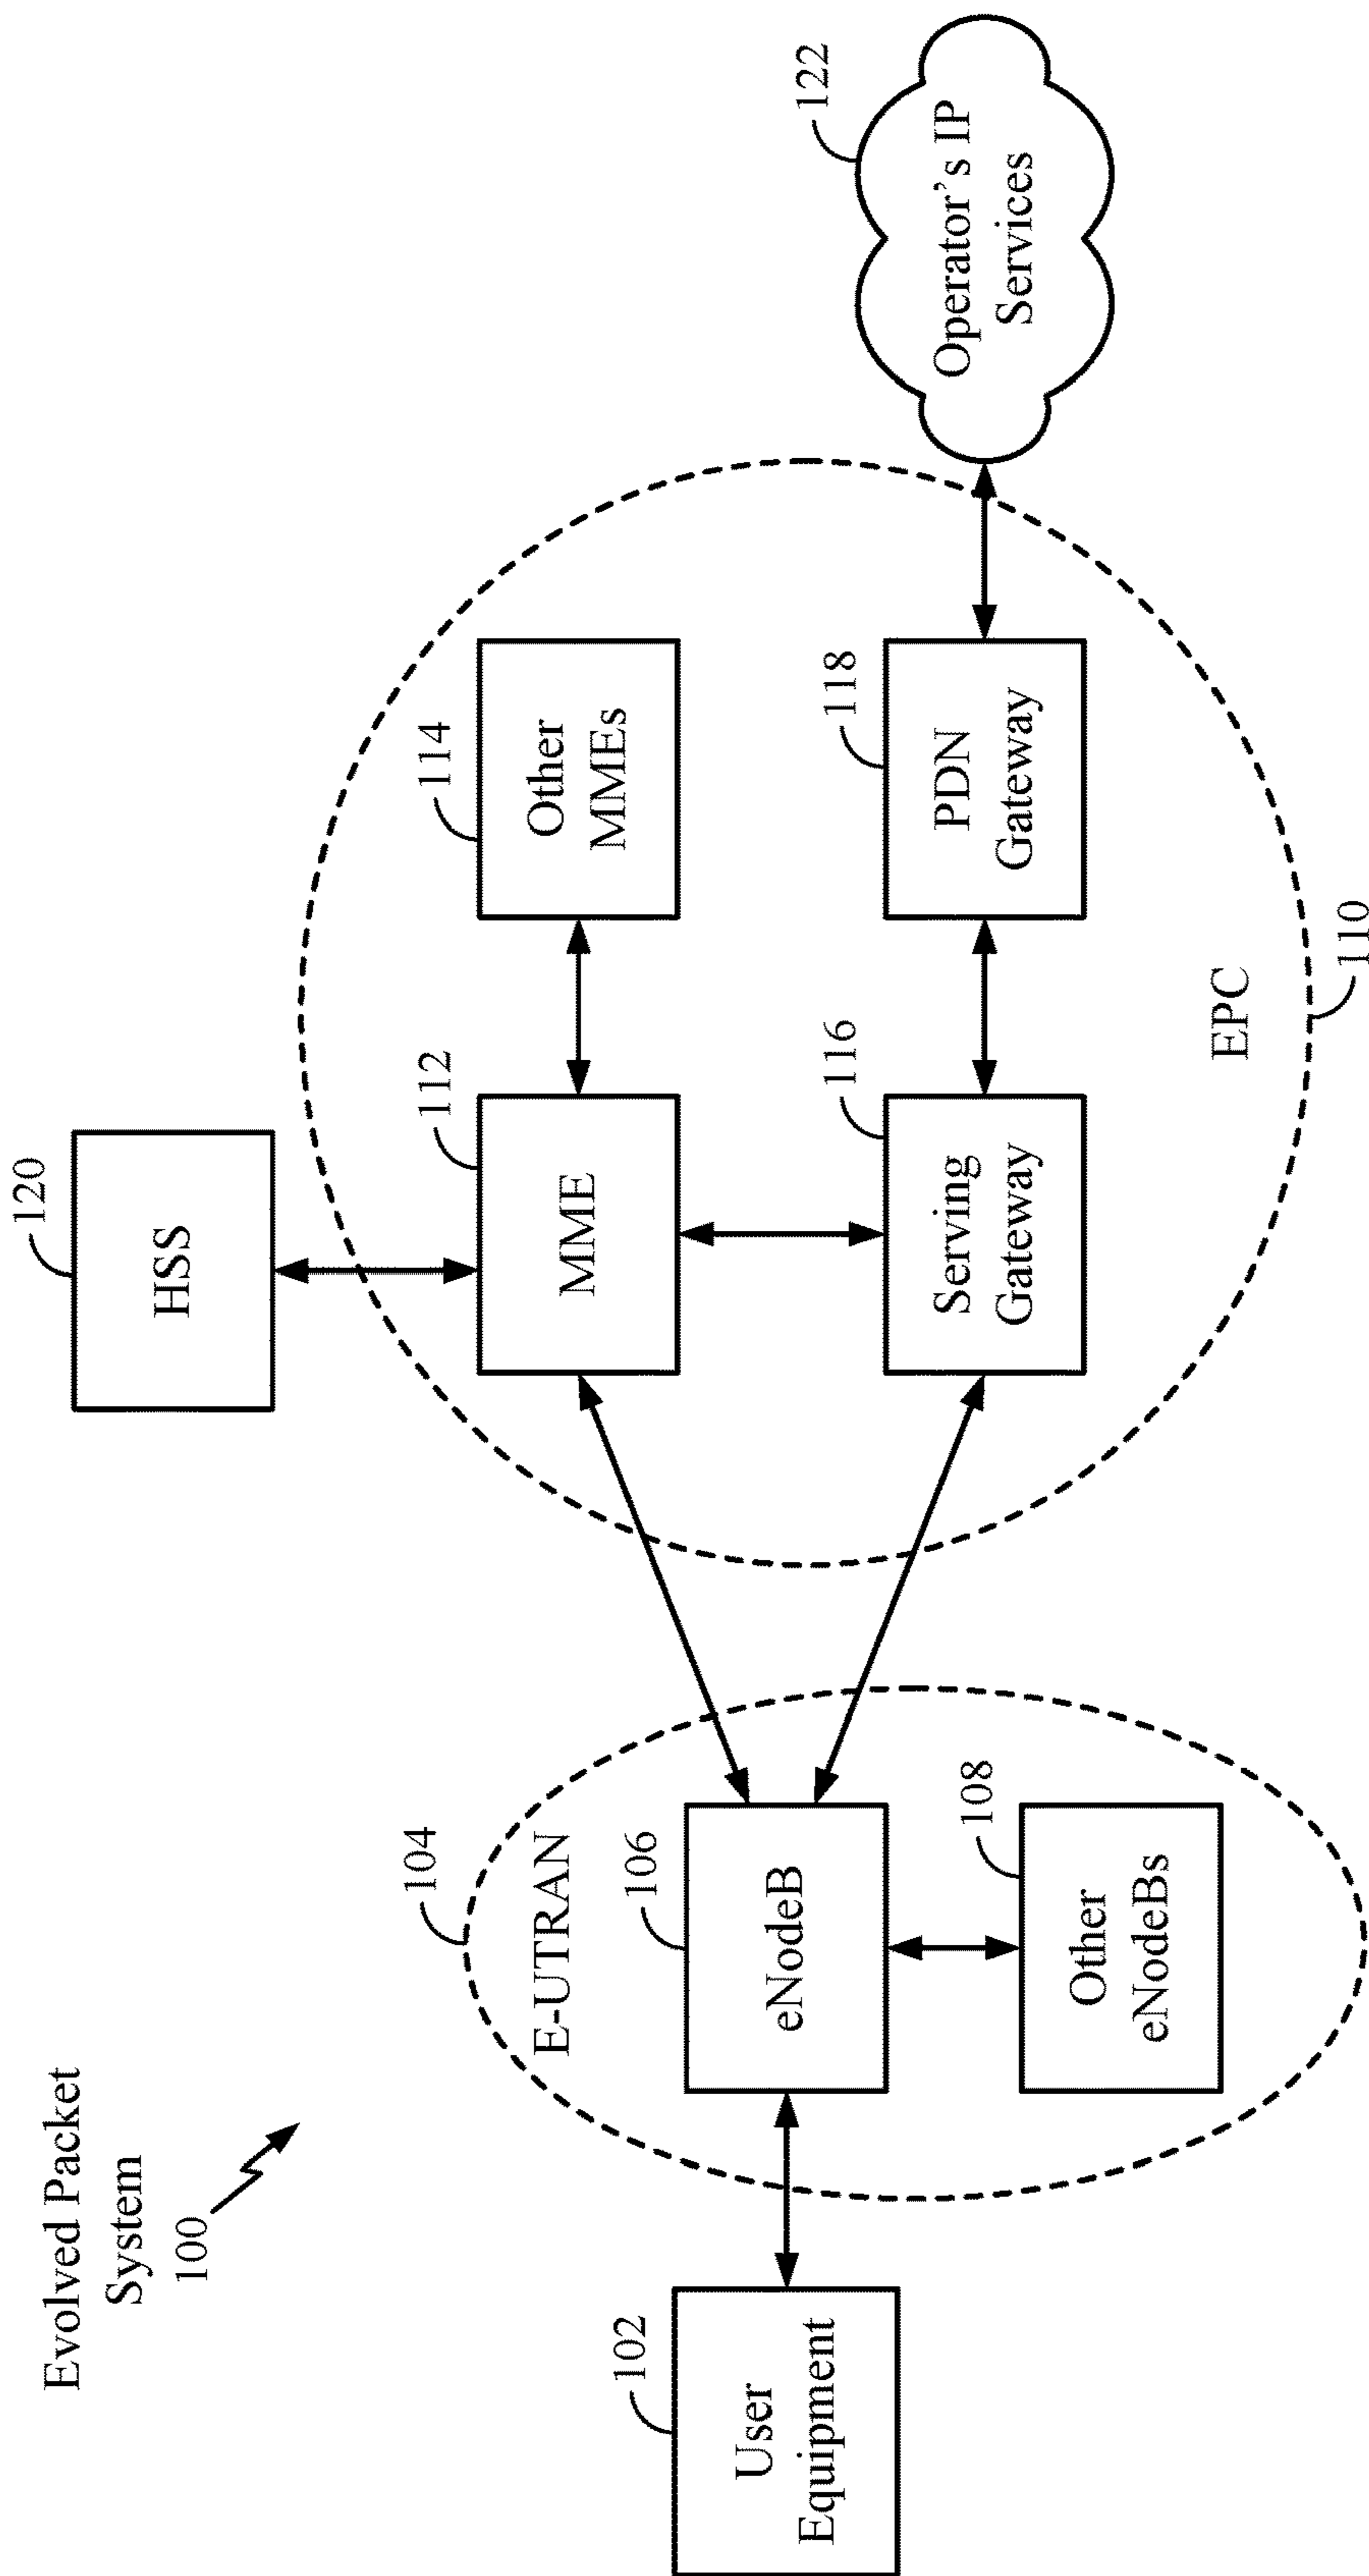 Evolved Packet
System
100
120
HSS
104
E-UTRAN
102
User
Equipment
106
eNodeB
108
Other
eNodeBs
112
MME
114
Other
MMEs
116
Serving
Gateway
118
PDN
Gateway
EPC
110
122
Operator's IP
Services